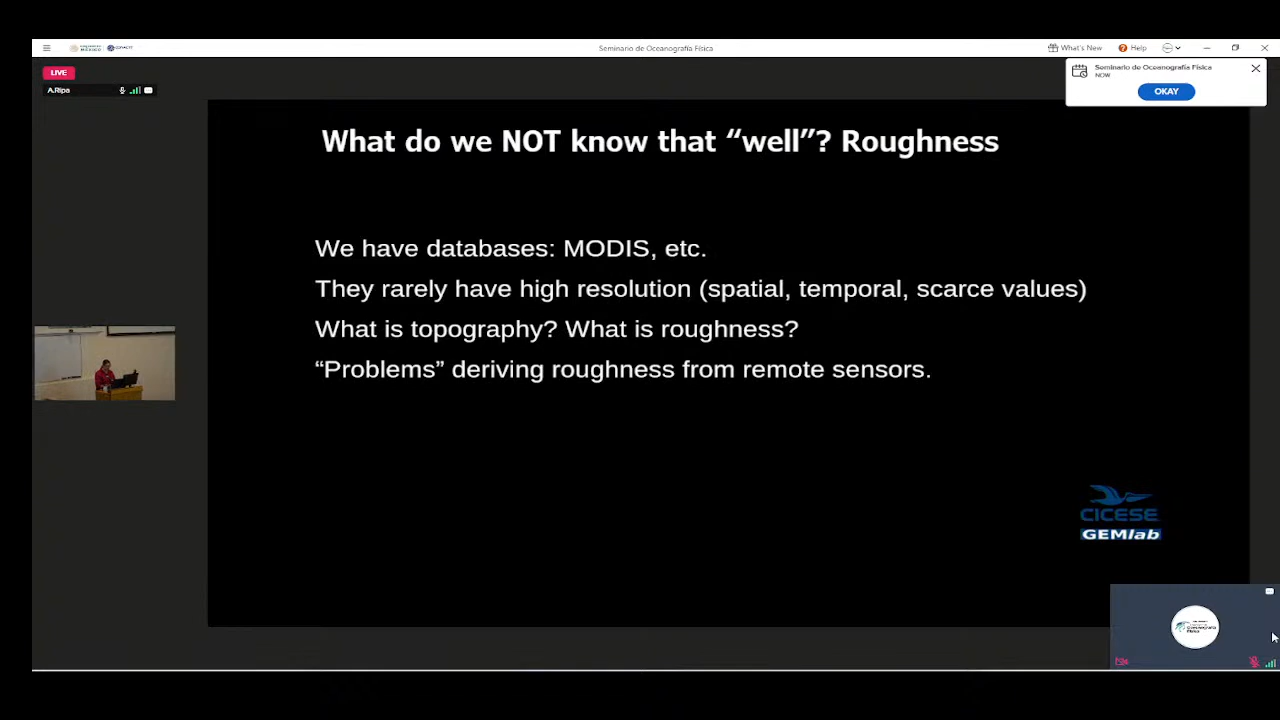 Seminario de Oceanografía Física
What's New
Help
LIVE
A.Ripa
Seminario de Oceanografía Física
NOW
OKAY
What do we NOT know that “well”? Roughness
We have databases: MODIS, etc.
They rarely have high resolution (spatial, temporal, scarce values)
What is topography? What is roughness?
“Problems” deriving roughness from remote sensors.
CICESE
GEMlab
Oceanografía
Física